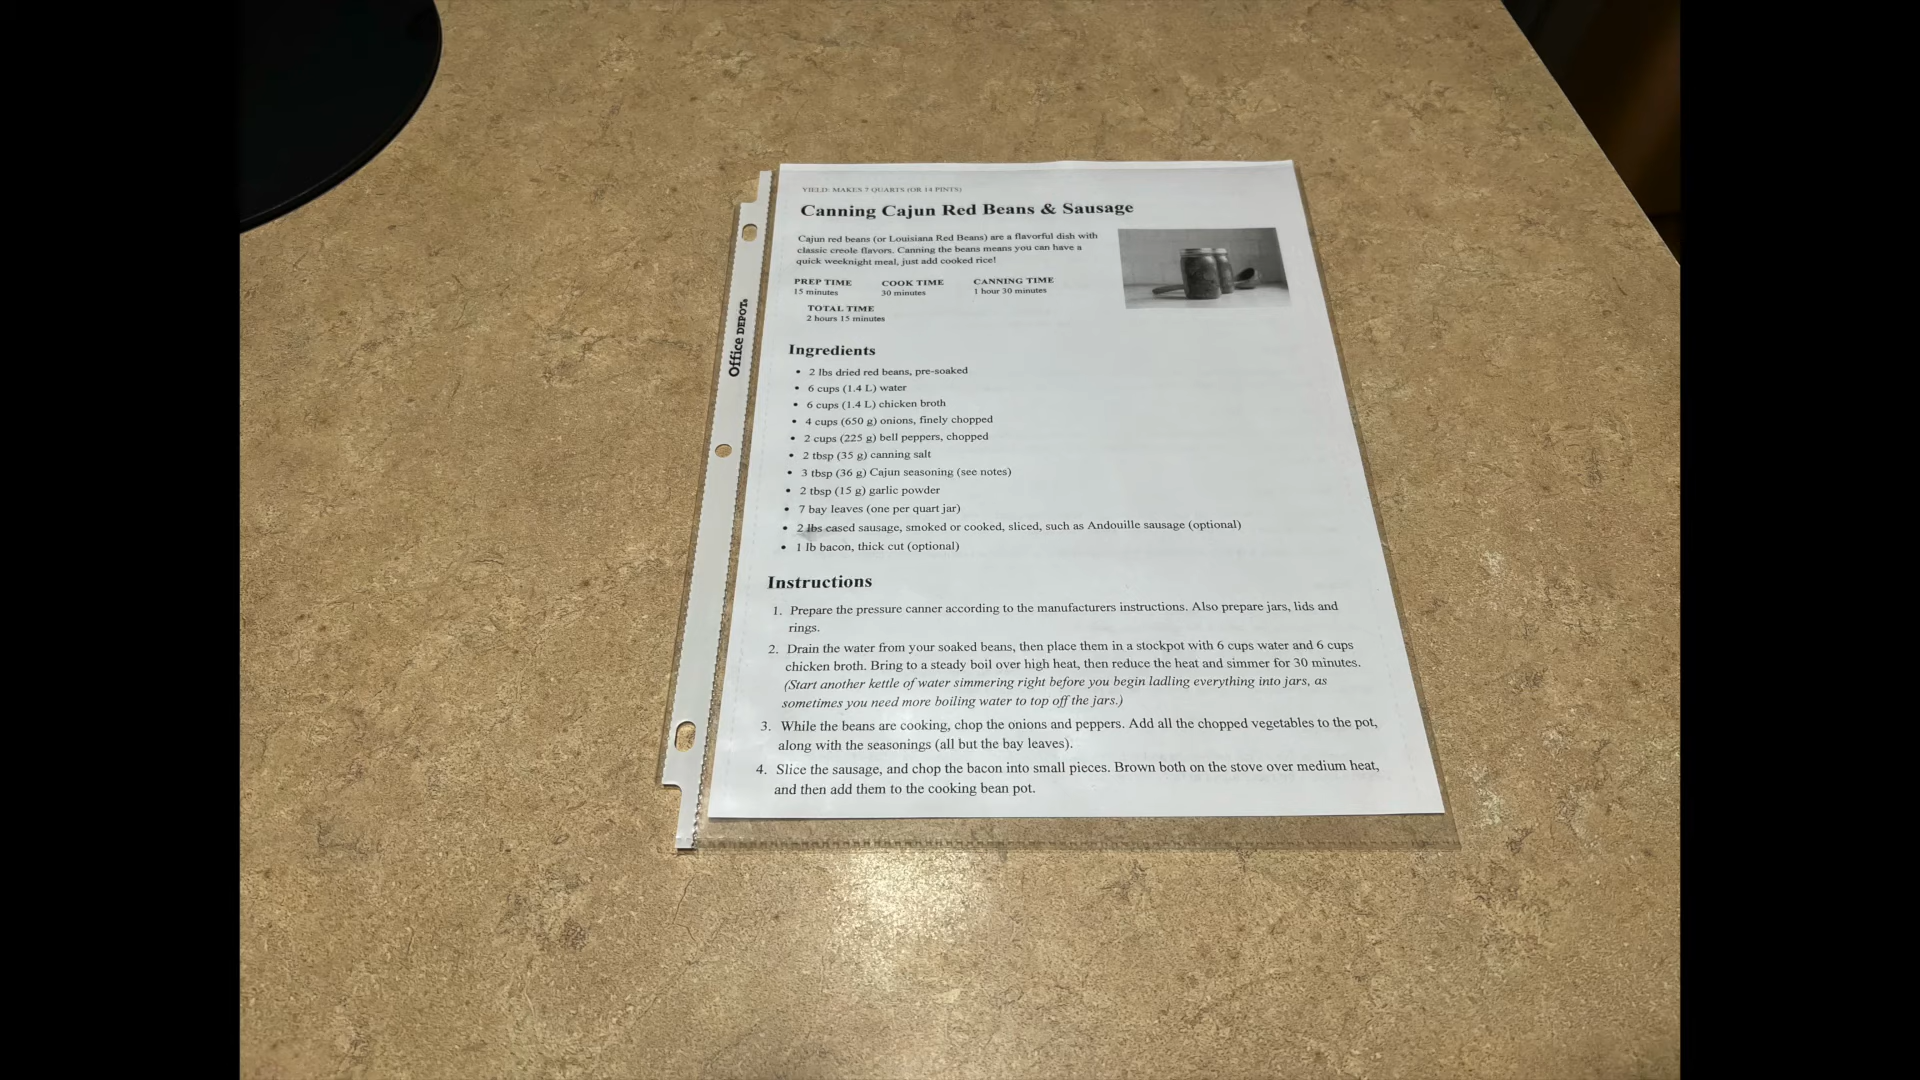 YIELD: MAKES 7 QUARTS (OR 14 PINTS)
Canning Cajun Red Beans & Sausage
Cajun red beans (or Louisiana Red Beans) are a flavorful dish with
classic creole flavors. Canning the beans means you can have a
quick weeknight meal, just add cooked rice!
PREP TIME COOK TIME CANNING TIME
15 minutes 30 minutes 1 hour 30 minutes
TOTAL TIME
2 hours 15 minutes
Office DEPOT.
Ingredients
• 2 lbs dried red beans, pre-soaked
• 6 cups (1.4 L) water
• 6 cups (1.4 L) chicken broth
• 4 cups (650 g) onions, finely chopped
• 2 cups (225 g) bell peppers, chopped
• 2 tbsp (35 g) canning salt
• 3 tbsp (36 g) Cajun seasoning (see notes)
• 2 tbsp (15 g) garlic powder
• 7 bay leaves (one per quart jar)
• 2 lbs cased sausage, smoked or cooked, sliced, such as Andouille sausage (optional)
• 1 lb bacon, thick cut (optional)
Instructions
1. Prepare the pressure canner according to the manufacturers instructions. Also prepare jars, lids and
rings.
2. Drain the water from your soaked beans, then place them in a stockpot with 6 cups water and 6 cups
chicken broth. Bring to a steady boil over high heat, then reduce the heat and simmer for 30 minutes.
(Start another kettle of water simmering right before you begin ladling everything into jars, as
sometimes you need more boiling water to top off the jars.)
3. While the beans are cooking, chop the onions and peppers. Add all the chopped vegetables to the pot,
along with the seasonings (all but the bay leaves).
4. Slice the sausage, and chop the bacon into small pieces. Brown both on the stove over medium heat,
and then add them to the cooking bean pot.